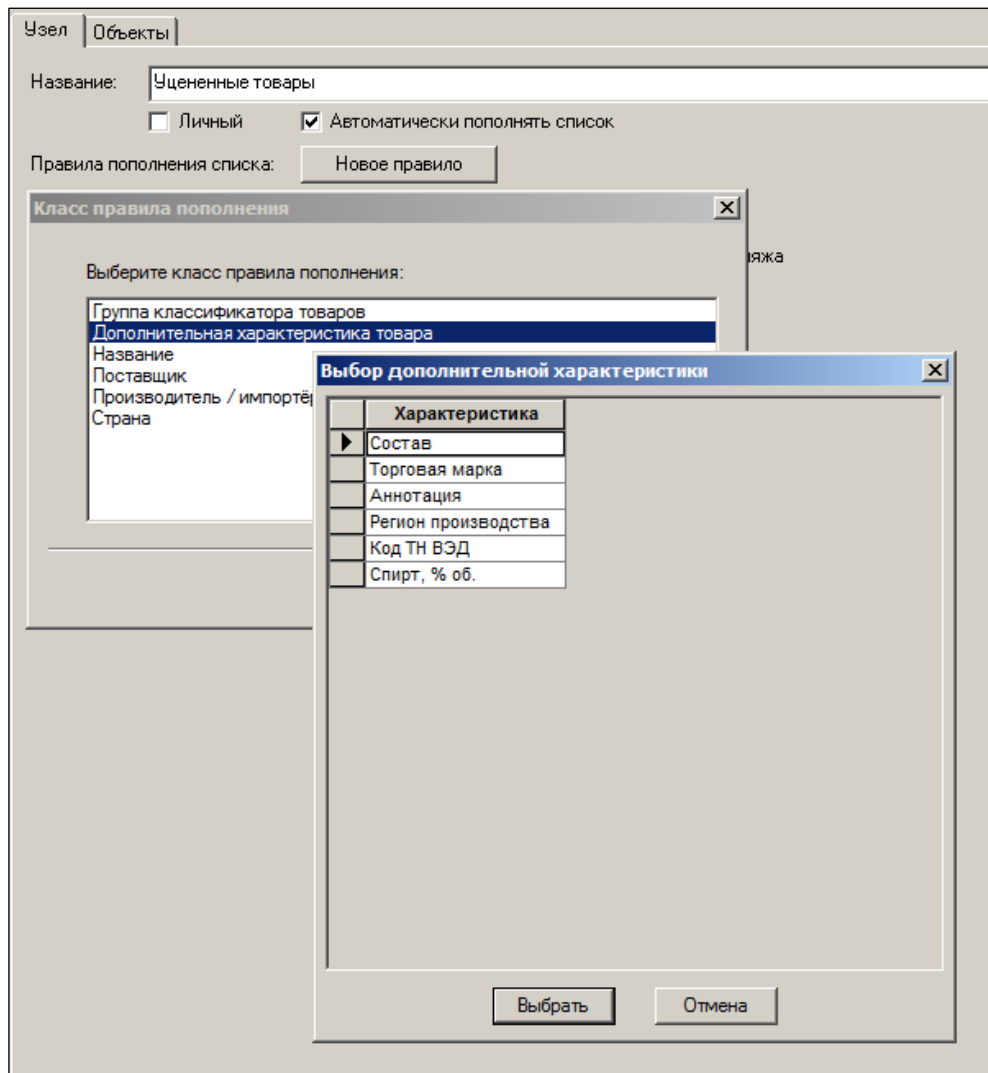 Узел Объекты
Название: Уцененные товары
Личный Автоматически пополнять список
Правила пополнения списка: Новое правило
Класс правила пополнения
Выберите класс правила пополнения:
Группа классификатора товаров
Дополнительная характеристика товара
Название
Поставщик
Производитель / импортё
Страна
Выбор дополнительной характеристики
Характеристика
Состав
Торговая марка
Аннотация
Регион производства
Код ТН ВЭД
Спирт, % об.
Выбрать Отмена